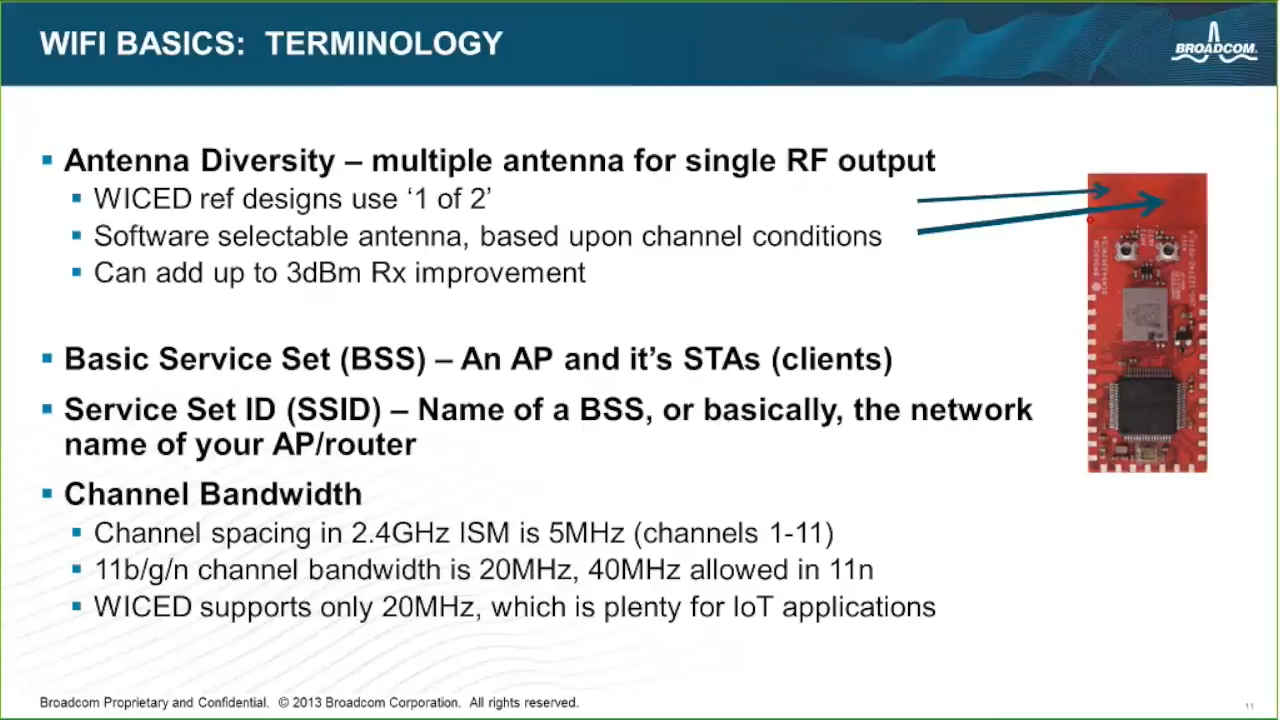 WIFI BASICS: TERMINOLOGY
BROADCOM.
Antenna Diversity – multiple antenna for single RF output
WICED ref designs use ‘1 of 2’
Software selectable antenna, based upon channel conditions
Can add up to 3dBm Rx improvement
Basic Service Set (BSS) – An AP and it’s STAs (clients)
Service Set ID (SSID) – Name of a BSS, or basically, the network
name of your AP/router
Channel Bandwidth
Channel spacing in 2.4GHz ISM is 5MHz (channels 1-11)
11b/g/n channel bandwidth is 20MHz, 40MHz allowed in 11n
WICED supports only 20MHz, which is plenty for IoT applications
BROADCOM
Broadcom Proprietary and Confidential. © 2013 Broadcom Corporation. All rights reserved.
11